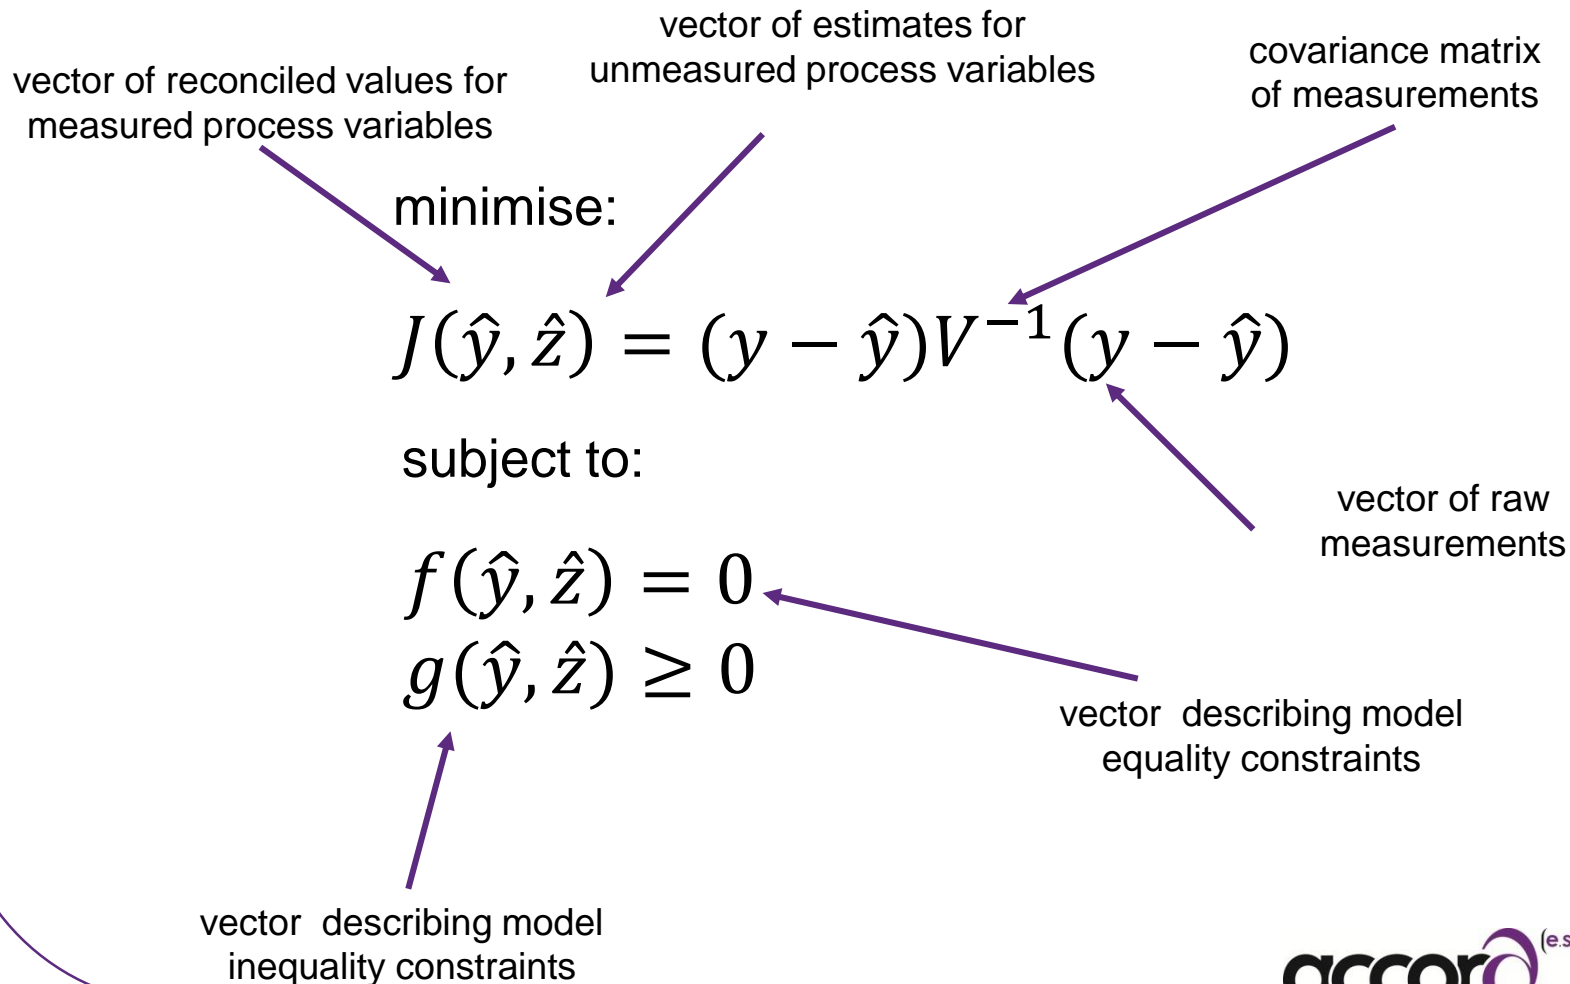 vector of estimates for
unmeasured process variables
covariance matrix
of measurements
vector of reconciled values for
measured process variables
minimise:
J(ŷ, ẑ) = (y − ŷ)V⁻¹(y − ŷ)
subject to:
vector of raw
measurements
f(ŷ, ẑ) = 0
g(ŷ, ẑ) ≥ 0
vector describing model
equality constraints
vector describing model
inequality constraints
accord
(e.s